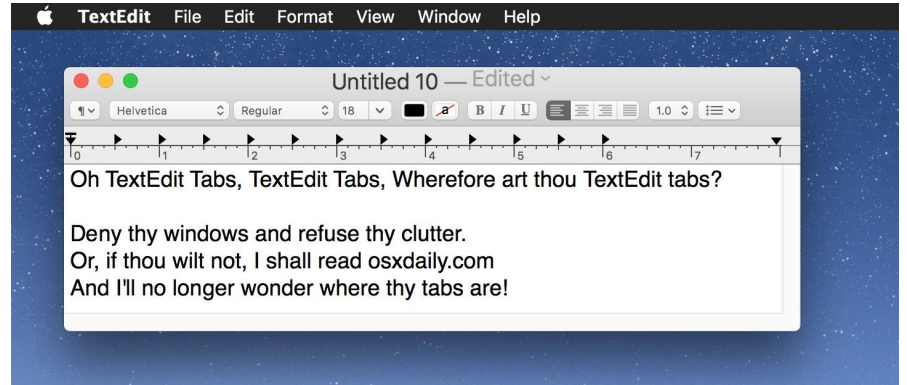 TextEdit File Edit Format View Window Help
Untitled 10 — Edited
¶ Helvetica Regular 18 a B I U 1.0
0 1 2 3 4 5 6 7
Oh TextEdit Tabs, TextEdit Tabs, Wherefore art thou TextEdit tabs?
Deny thy windows and refuse thy clutter.
Or, if thou wilt not, I shall read osxdaily.com
And I'll no longer wonder where thy tabs are!